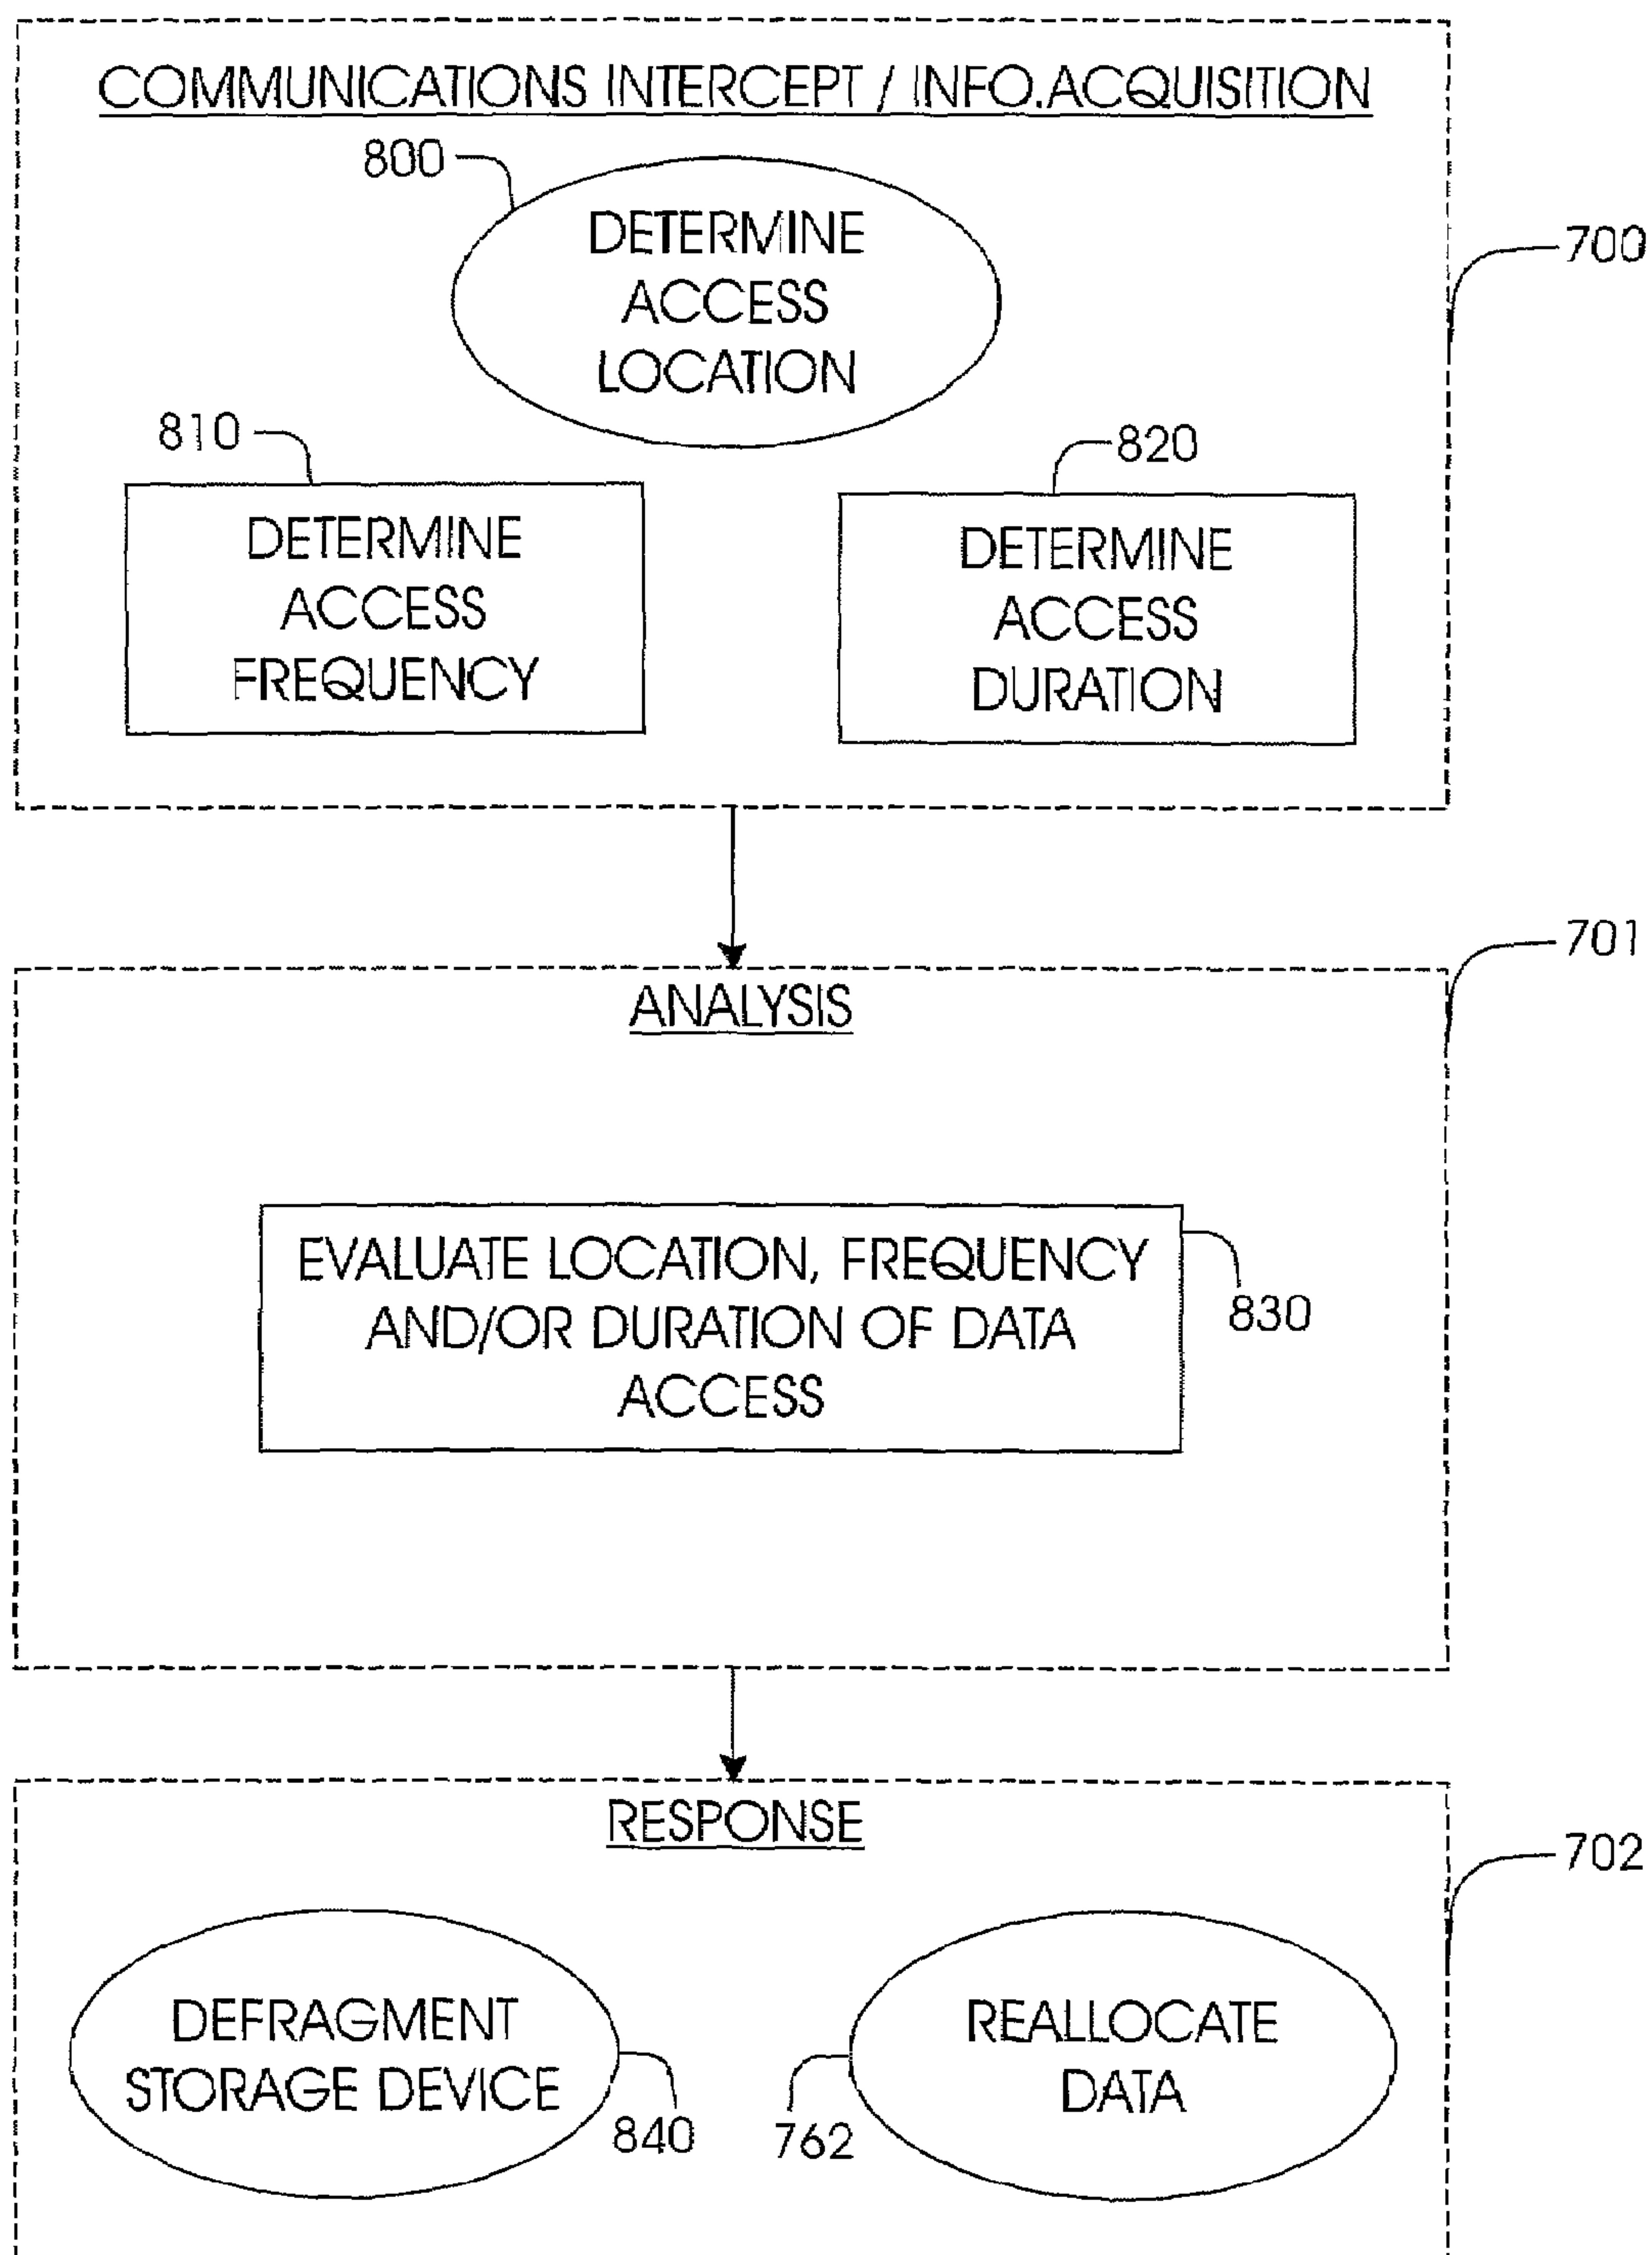 COMMUNICATIONS INTERCEPT / INFO.ACQUISITION
800
DETERMINE
ACCESS
LOCATION
700
810
DETERMINE
ACCESS
FREQUENCY
820
DETERMINE
ACCESS
DURATION
701
ANALYSIS
EVALUATE LOCATION, FREQUENCY
AND/OR DURATION OF DATA
ACCESS
830
RESPONSE
702
DEFRAGMENT
STORAGE DEVICE
840
REALLOCATE
DATA
762